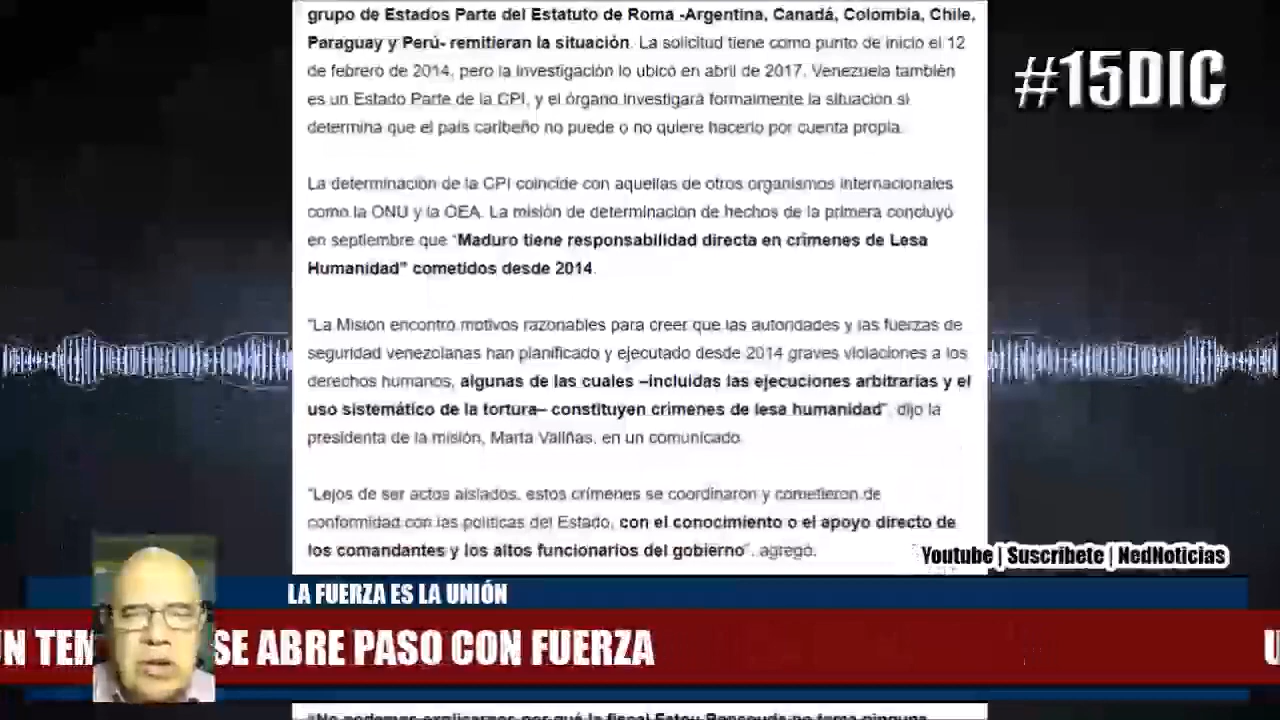 grupo de Estados Parte del Estatuto de Roma -Argentina, Canadá, Colombia, Chile,
Paraguay y Perú- remitieran la situación. La solicitud tiene como punto de inicio el 12
de febrero de 2014, pero la investigación lo ubicó en abril de 2017. Venezuela también
es un Estado Parte de la CPI, y el órgano investigará formalmente la situación si
determina que el país caribeño no puede o no quiere hacerlo por cuenta propia.
#15DIC
La determinación de la CPI coincide con aquellas de otros organismos internacionales
como la ONU y la OEA. La misión de determinación de hechos de la primera concluyó
en septiembre que "Maduro tiene responsabilidad directa en crímenes de Lesa
Humanidad" cometidos desde 2014.
"La Misión encontró motivos razonables para creer que las autoridades y las fuerzas de
seguridad venezolanas han planificado y ejecutado desde 2014 graves violaciones a los
derechos humanos, algunas de las cuales –incluidas las ejecuciones arbitrarias y el
uso sistemático de la tortura– constituyen crímenes de lesa humanidad", dijo la
presidenta de la misión, Marta Valiñas, en un comunicado.
"Lejos de ser actos aislados, estos crímenes se coordinaron y cometieron de
conformidad con las políticas del Estado, con el conocimiento o el apoyo directo de
los comandantes y los altos funcionarios del gobierno", agregó.
Youtube | Suscribete | NedNoticias
LA FUERZA ES LA UNIÓN
SE ABRE PASO CON FUERZA